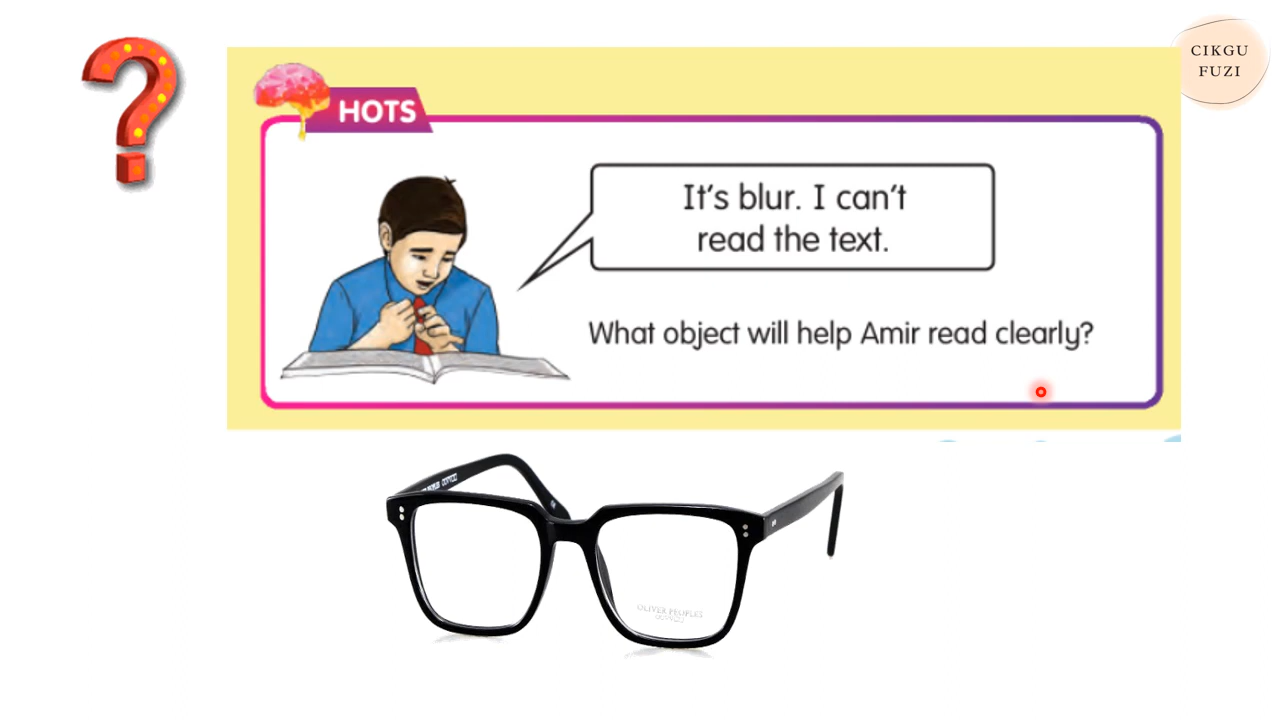 CIKGU
FUZI
HOTS
It's blur. I can't
read the text.
What object will help Amir read clearly?
OLIVER PEOPLES